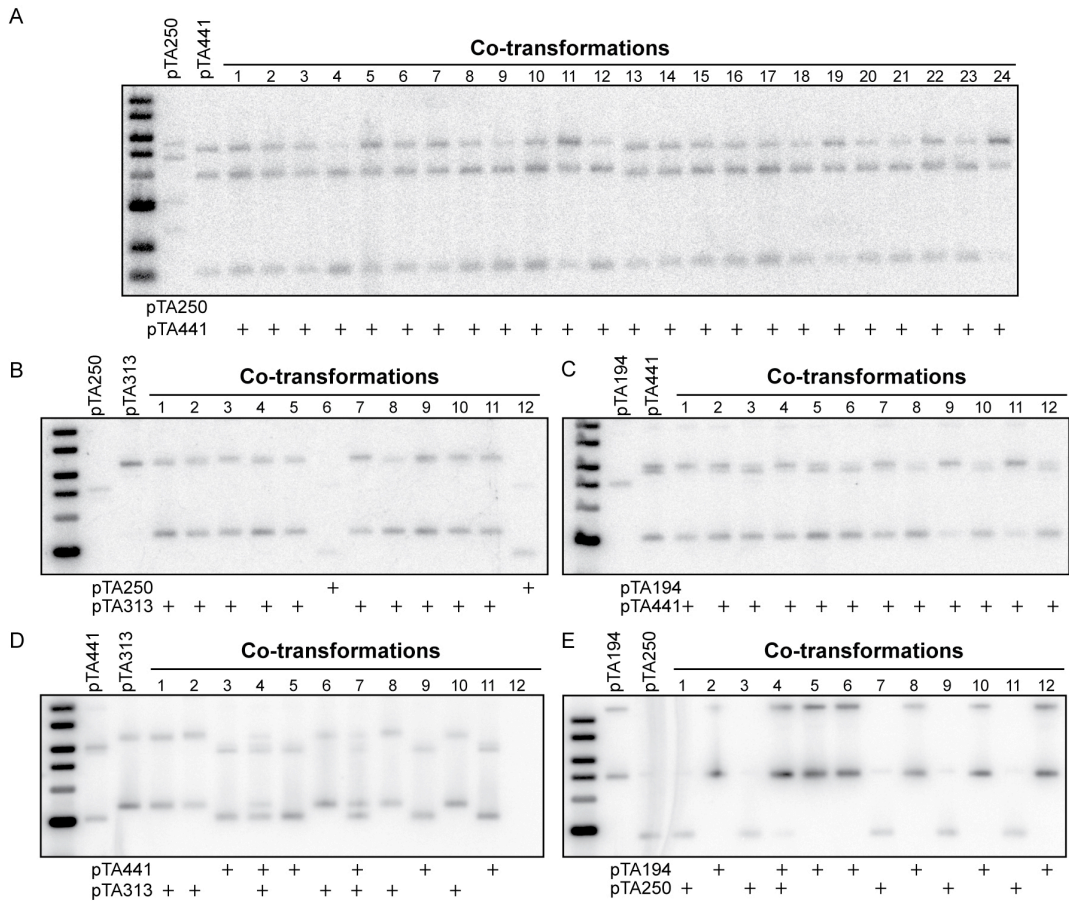 A
pTA250
pTA441
Co-transformations
1 2 3 4 5 6 7 8 9 10 11 12 13 14 15 16 17 18 19 20 21 22 23 24
pTA250
pTA441 + + + + + + + + + + + + + + + + + + + + + + + +
B
pTA250
pTA313
Co-transformations
1 2 3 4 5 6 7 8 9 10 11 12
pTA250 + +
pTA313 + + + + + + + + + +
C
pTA194
pTA441
Co-transformations
1 2 3 4 5 6 7 8 9 10 11 12
pTA194
pTA441 + + + + + + + + + + + +
D
pTA441
pTA313
Co-transformations
1 2 3 4 5 6 7 8 9 10 11 12
pTA441 + + + + + +
pTA313 + + + + + + +
E
pTA194
pTA250
Co-transformations
1 2 3 4 5 6 7 8 9 10 11 12
pTA194 + + + + + + +
pTA250 + + + + + +